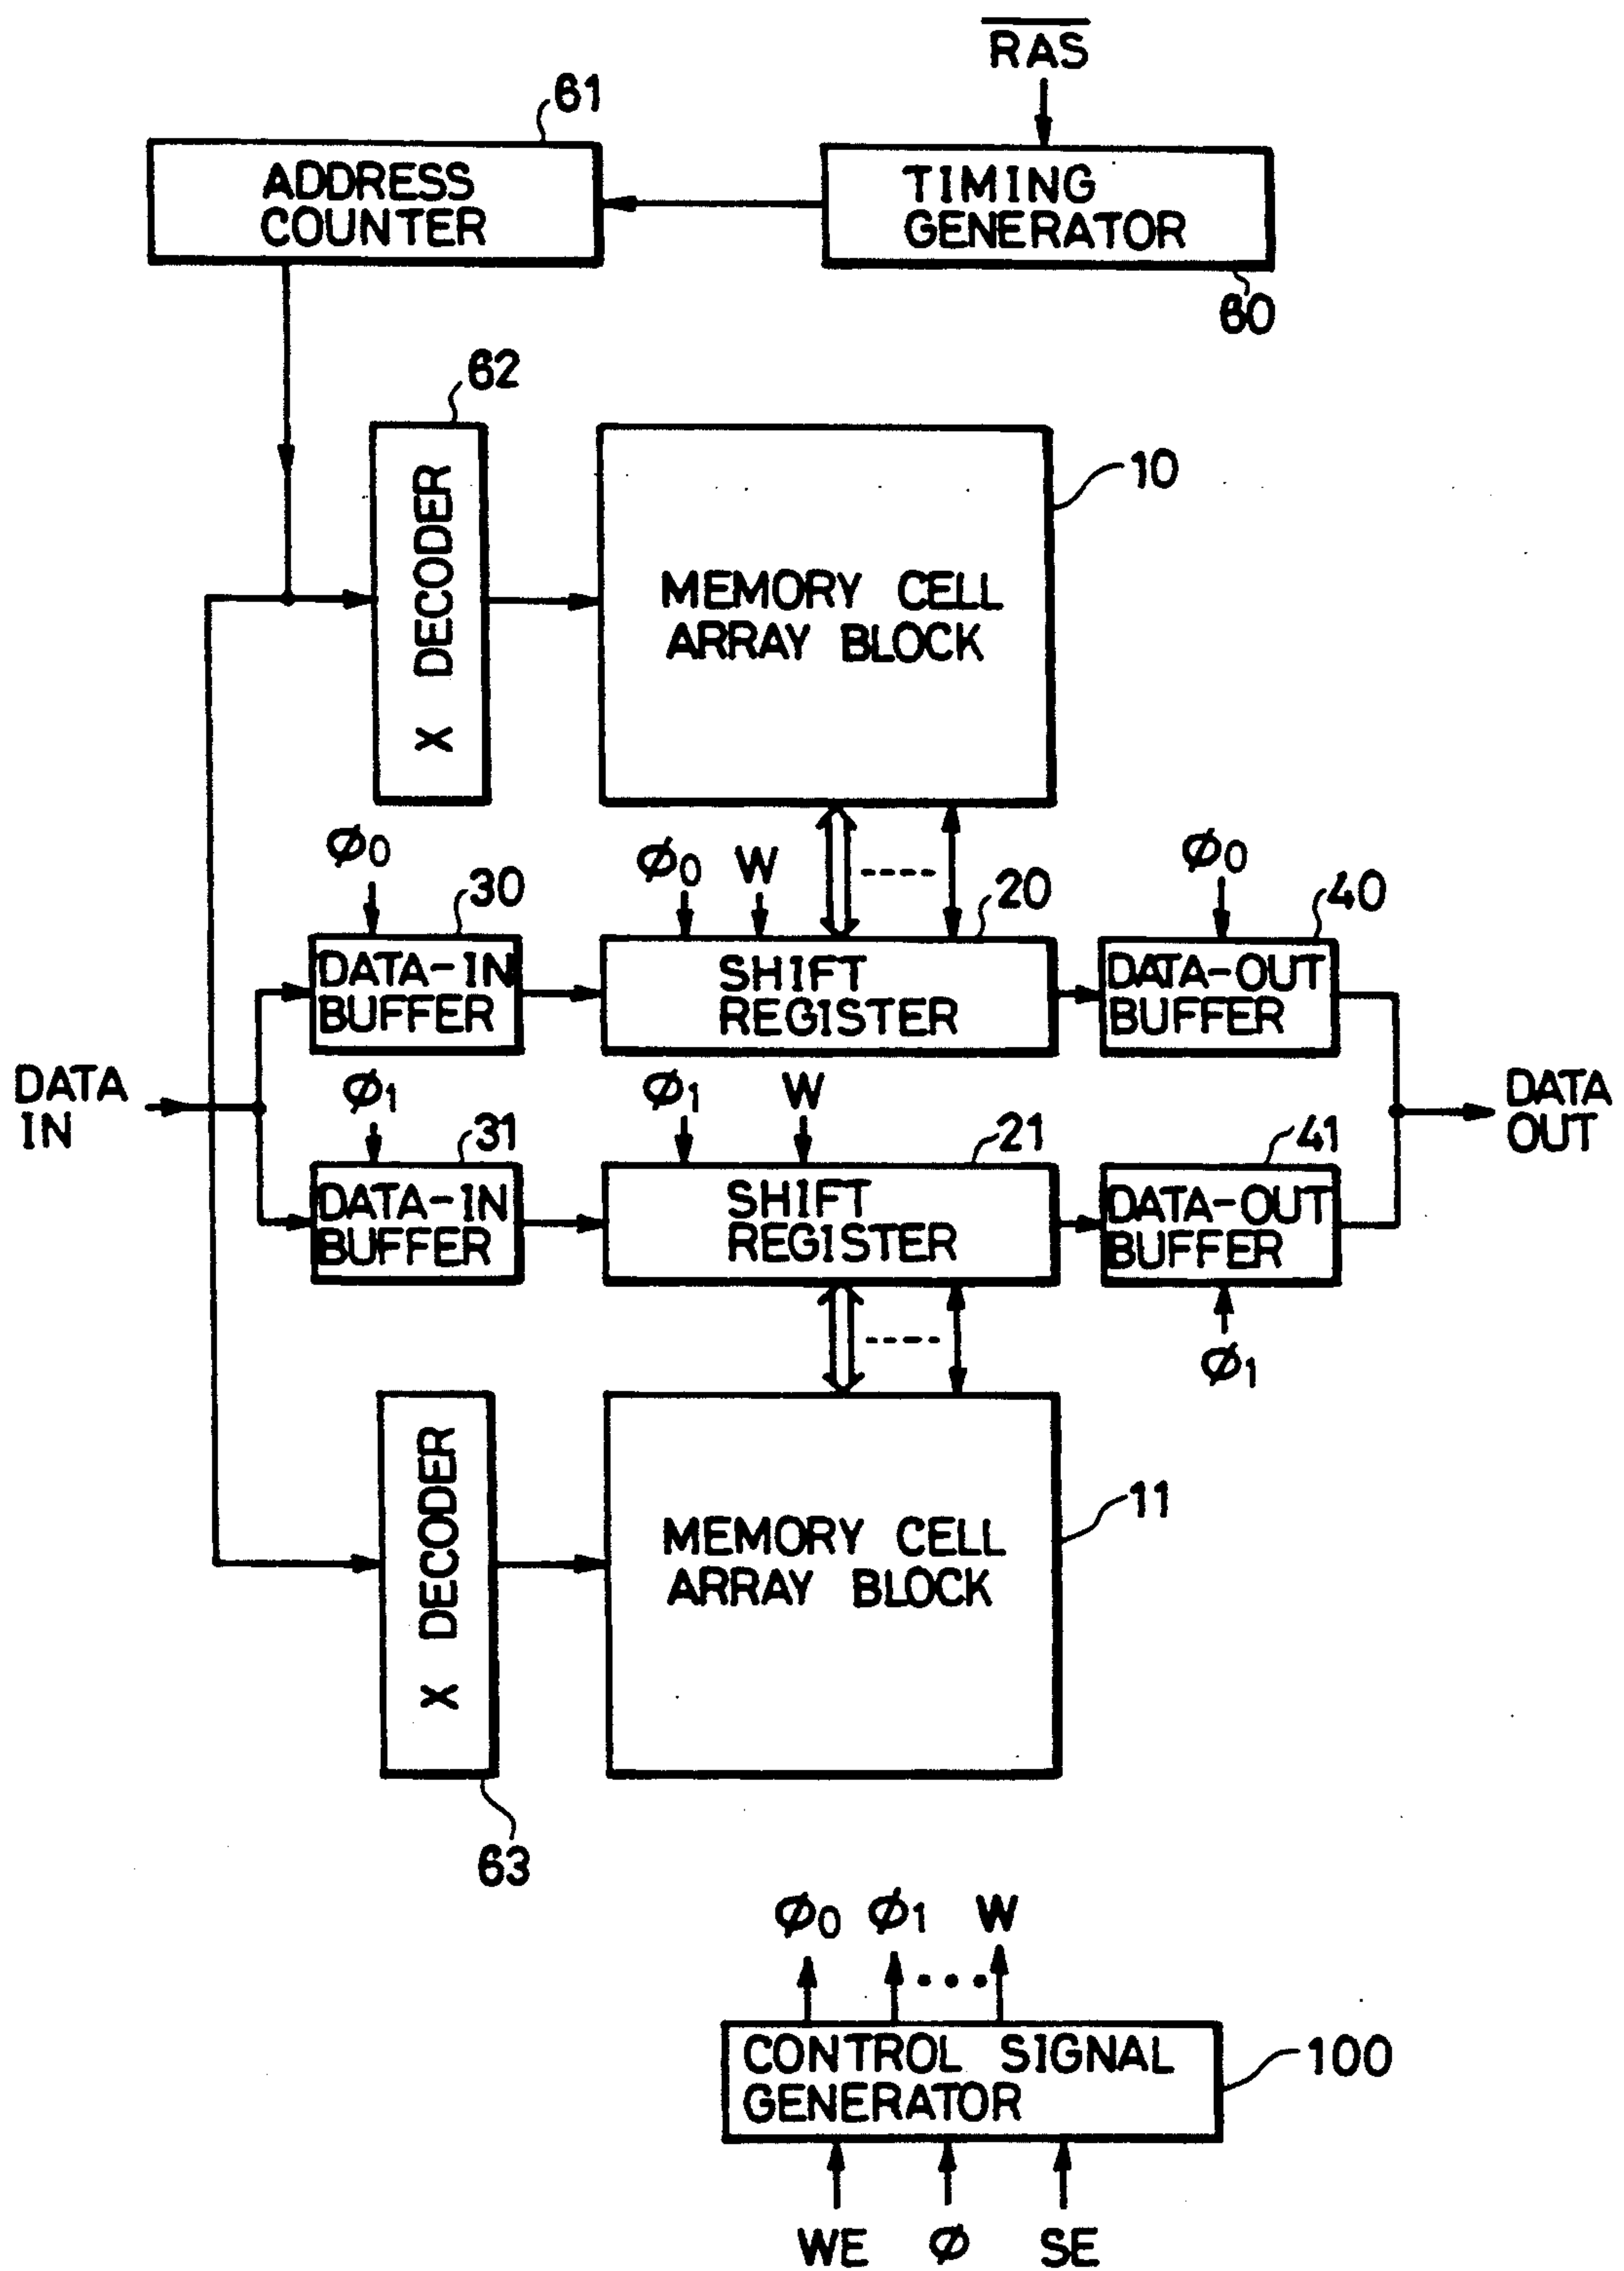 RAS
61
ADDRESS
COUNTER
TIMING
GENERATOR
60
62
X DECODER
10
MEMORY CELL
ARRAY BLOCK
Ø0
30
Ø0
W
20
Ø0
40
DATA-IN
BUFFER
SHIFT
REGISTER
DATA-OUT
BUFFER
DATA
IN
Ø1
31
Ø1
W
21
41
DATA
OUT
DATA-IN
BUFFER
SHIFT
REGISTER
DATA-OUT
BUFFER
Ø1
X DECODER
11
MEMORY CELL
ARRAY BLOCK
63
Ø0 Ø1 W
CONTROL SIGNAL
GENERATOR
100
WE Ø SE